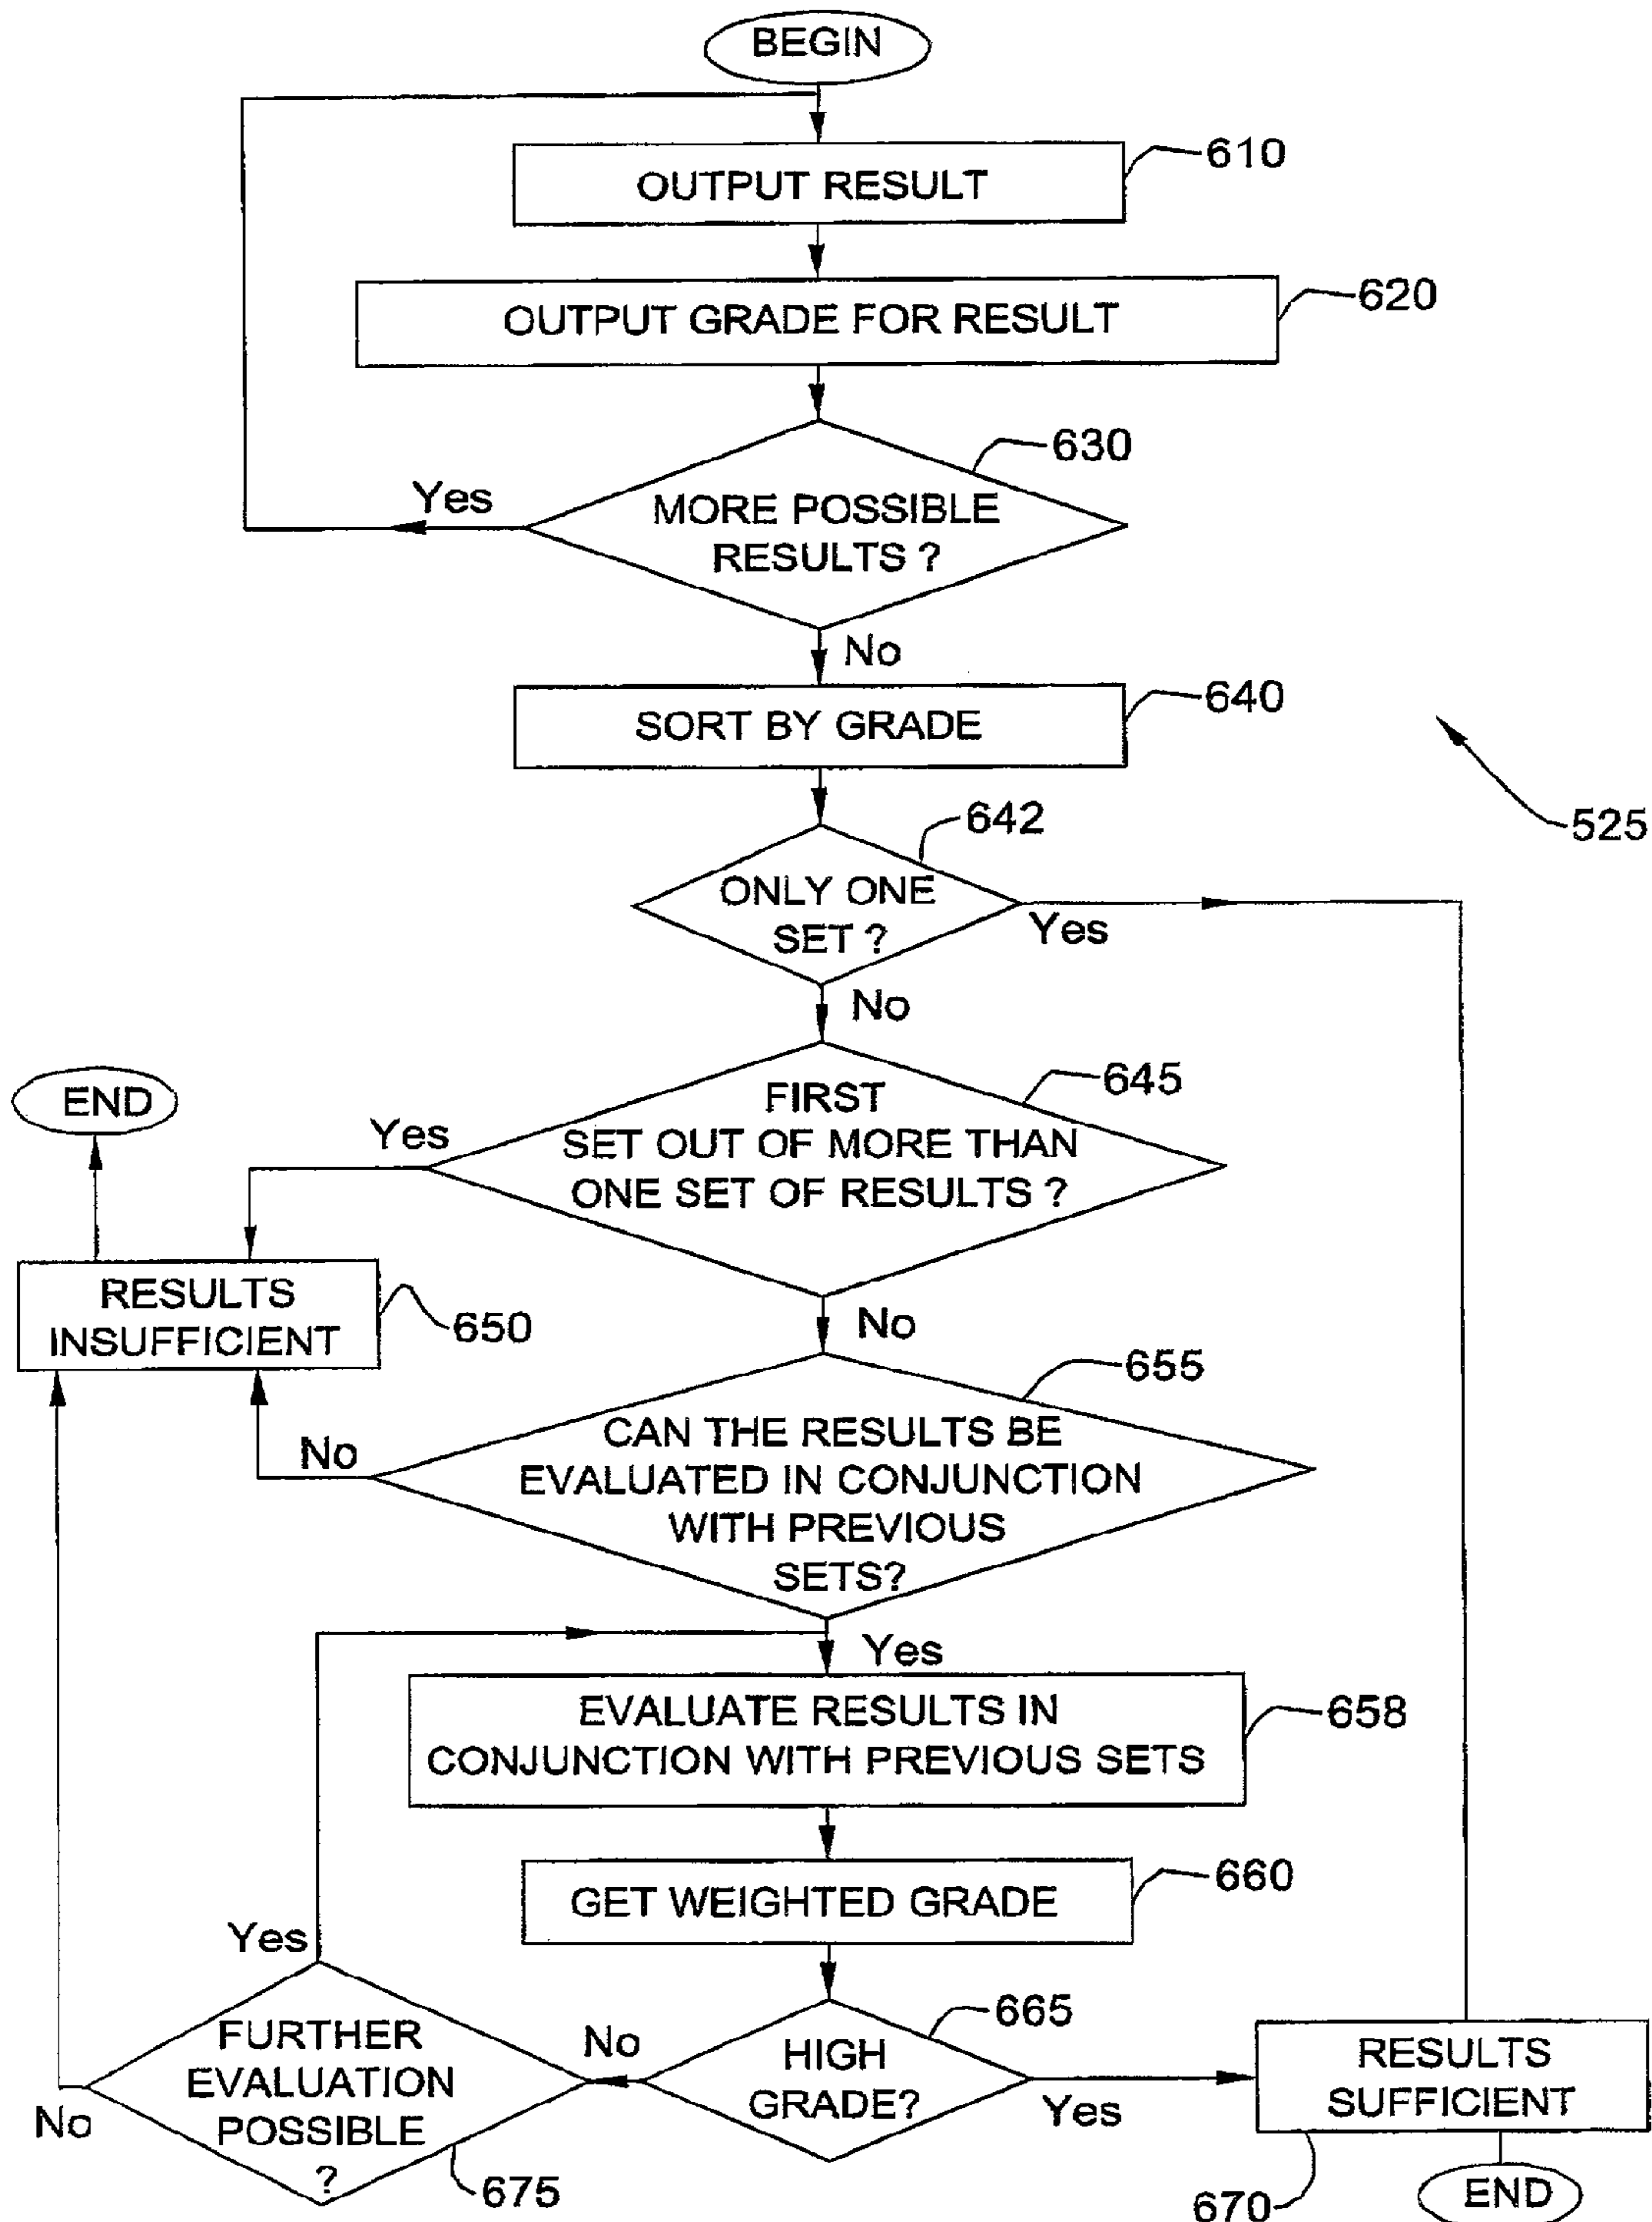 BEGIN
610
OUTPUT RESULT
620
OUTPUT GRADE FOR RESULT
630
Yes
MORE POSSIBLE
RESULTS ?
No
640
SORT BY GRADE
525
642
ONLY ONE
SET ?
Yes
No
645
END
FIRST
SET OUT OF MORE THAN
ONE SET OF RESULTS ?
Yes
RESULTS
INSUFFICIENT
650
No
655
CAN THE RESULTS BE
EVALUATED IN CONJUNCTION
WITH PREVIOUS
SETS?
No
Yes
658
EVALUATE RESULTS IN
CONJUNCTION WITH PREVIOUS SETS
660
GET WEIGHTED GRADE
Yes
665
FURTHER
EVALUATION
POSSIBLE
?
No
No
HIGH
GRADE?
Yes
RESULTS
SUFFICIENT
675
670
END